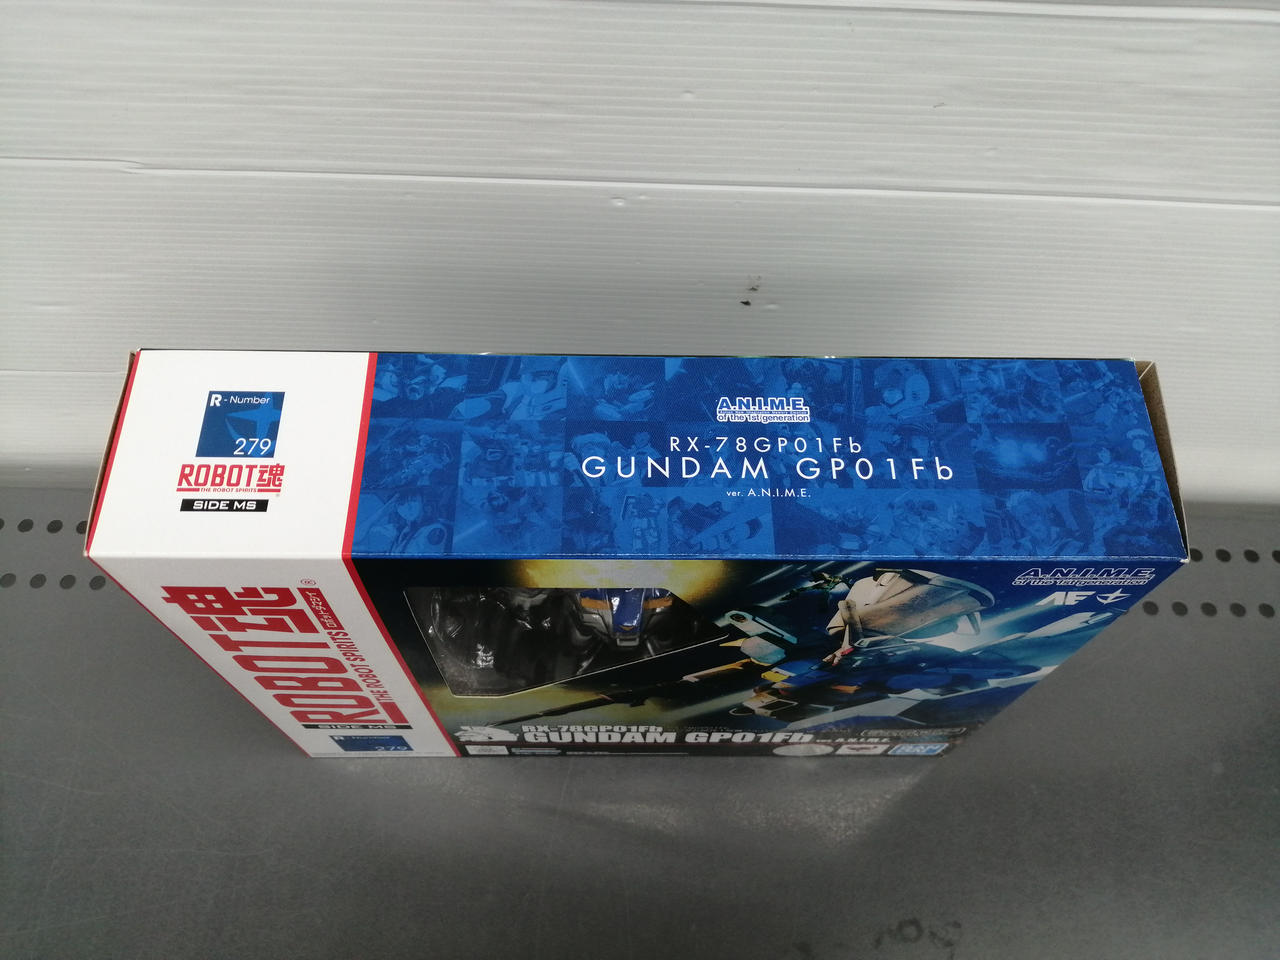 R - Number
279
ROBOT魂
THE ROBOT SPIRITS
SIDE MS
A.N.I.M.E.
of the 1st generation
RX-78GP01Fb
GUNDAM GP01Fb
ver. A.N.I.M.E.
ROBOT魂®
THE ROBOT SPIRITS
SIDE MS
R - Number
279
A.N.I.M.E.
of the 1st generation
AE
RX-78GP01Fb
GUNDAM GP01Fb